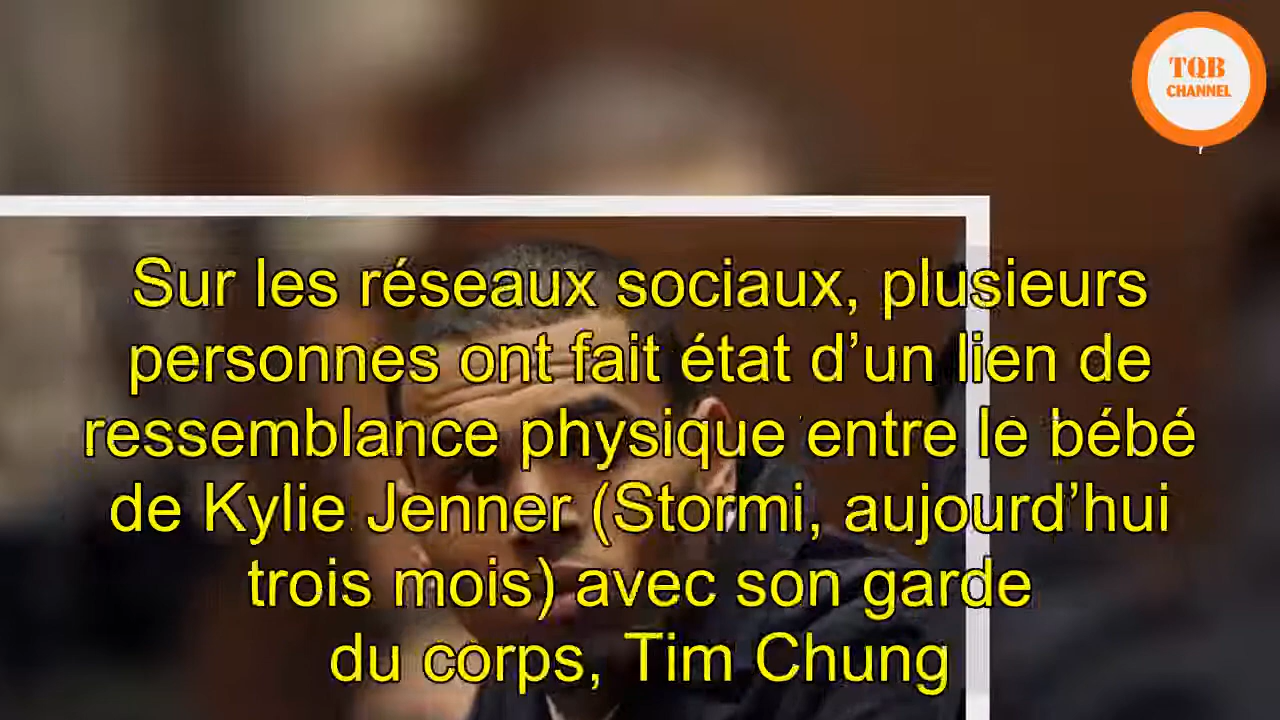 TQB
CHANNEL
Sur les réseaux sociaux, plusieurs
personnes ont fait état d’un lien de
ressemblance physique entre le bébé
de Kylie Jenner (Stormi, aujourd’hui
trois mois) avec son garde
du corps, Tim Chung